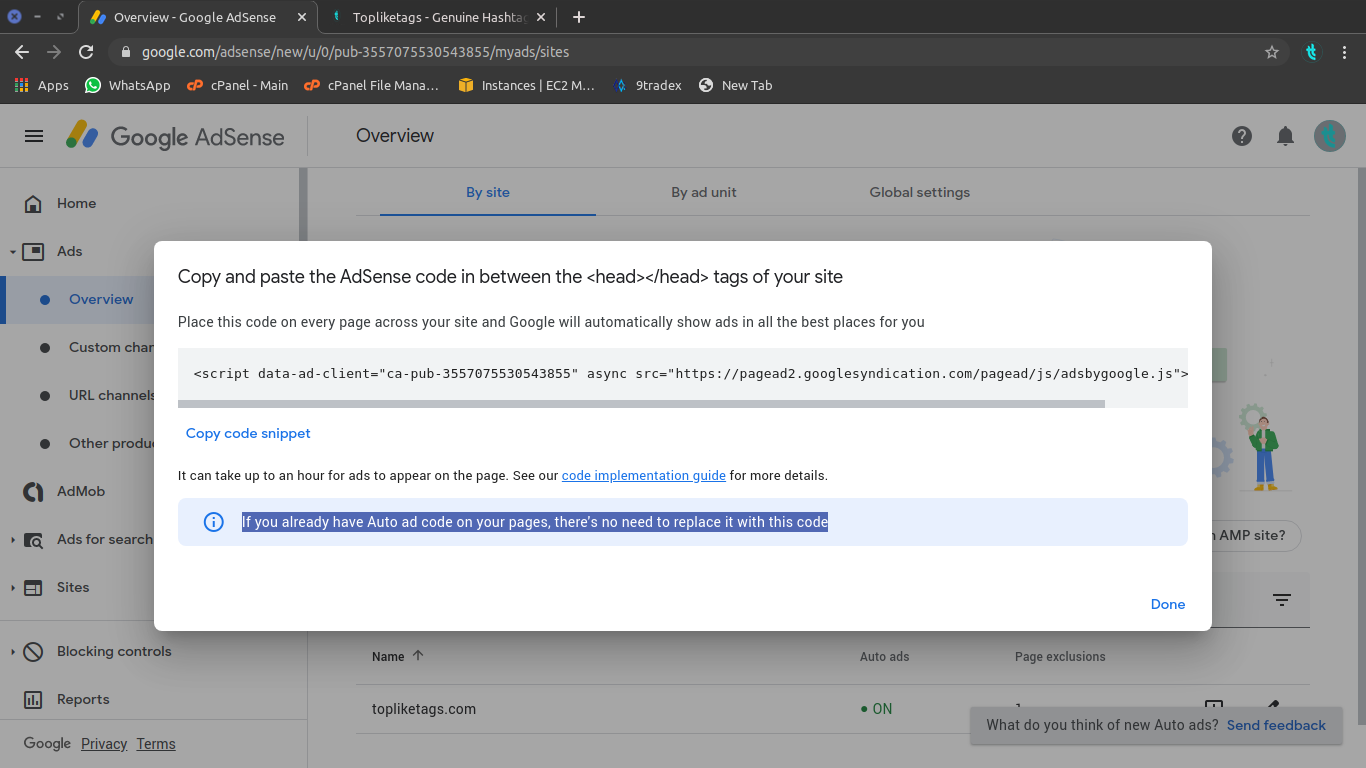 Overview - Google AdSense
Topliketags - Genuine Hashtag
google.com/adsense/new/u/0/pub-3557075530543855/myads/sites
Apps
WhatsApp
cPanel - Main
cPanel File Mana…
Instances | EC2 M…
9tradex
New Tab
Google AdSense
Overview
Home
Ads
Overview
Custom chan
URL channels
Other produ
AdMob
Ads for search
Sites
Blocking controls
Reports
Google Privacy Terms
By site
By ad unit
Global settings
Copy and paste the AdSense code in between the <head></head> tags of your site
Place this code on every page across your site and Google will automatically show ads in all the best places for you
<script data-ad-client="ca-pub-3557075530543855" async src="https://pagead2.googlesyndication.com/pagead/js/adsbygoogle.js">
Copy code snippet
It can take up to an hour for ads to appear on the page. See our code implementation guide for more details.
If you already have Auto ad code on your pages, there's no need to replace it with this code
Done
AMP site?
Name
Auto ads
Page exclusions
topliketags.com
ON
What do you think of new Auto ads? Send feedback